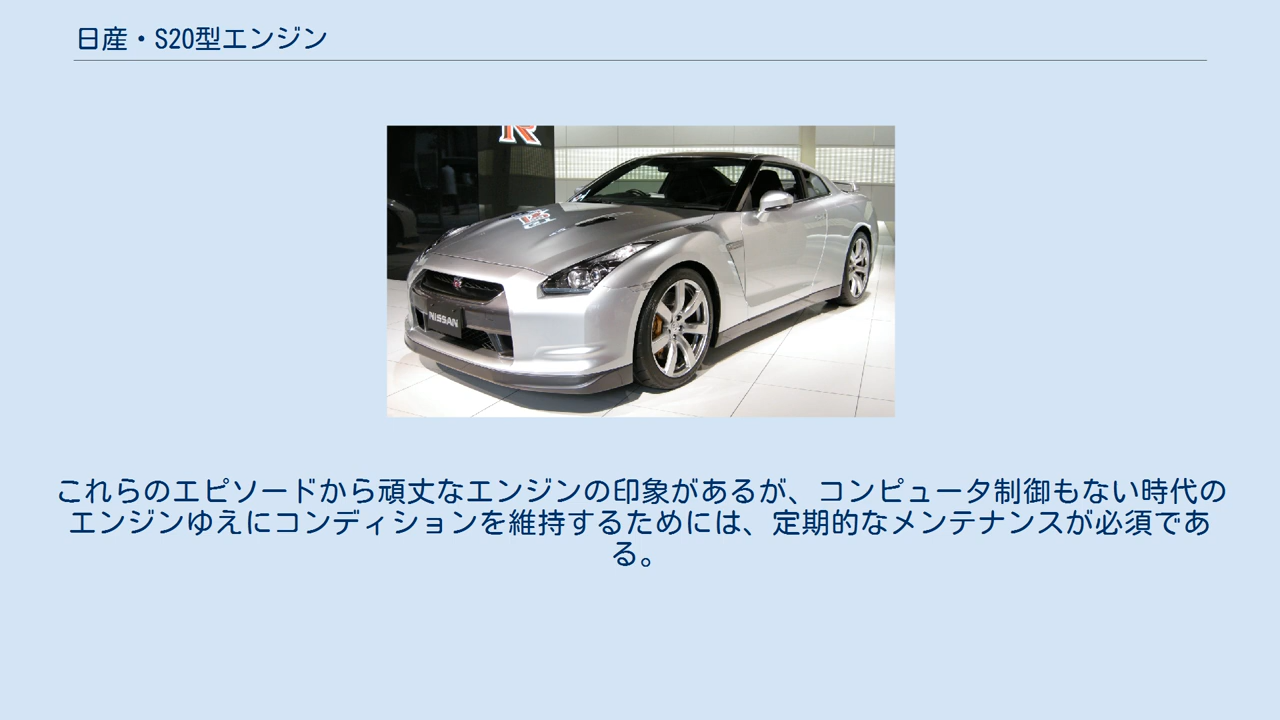 日産・S20型エンジン
R
NISSAN
これらのエピソードから頑丈なエンジンの印象があるが、コンピュータ制御もない時代の
エンジンゆえにコンディションを維持するためには、定期的なメンテナンスが必須であ
る。